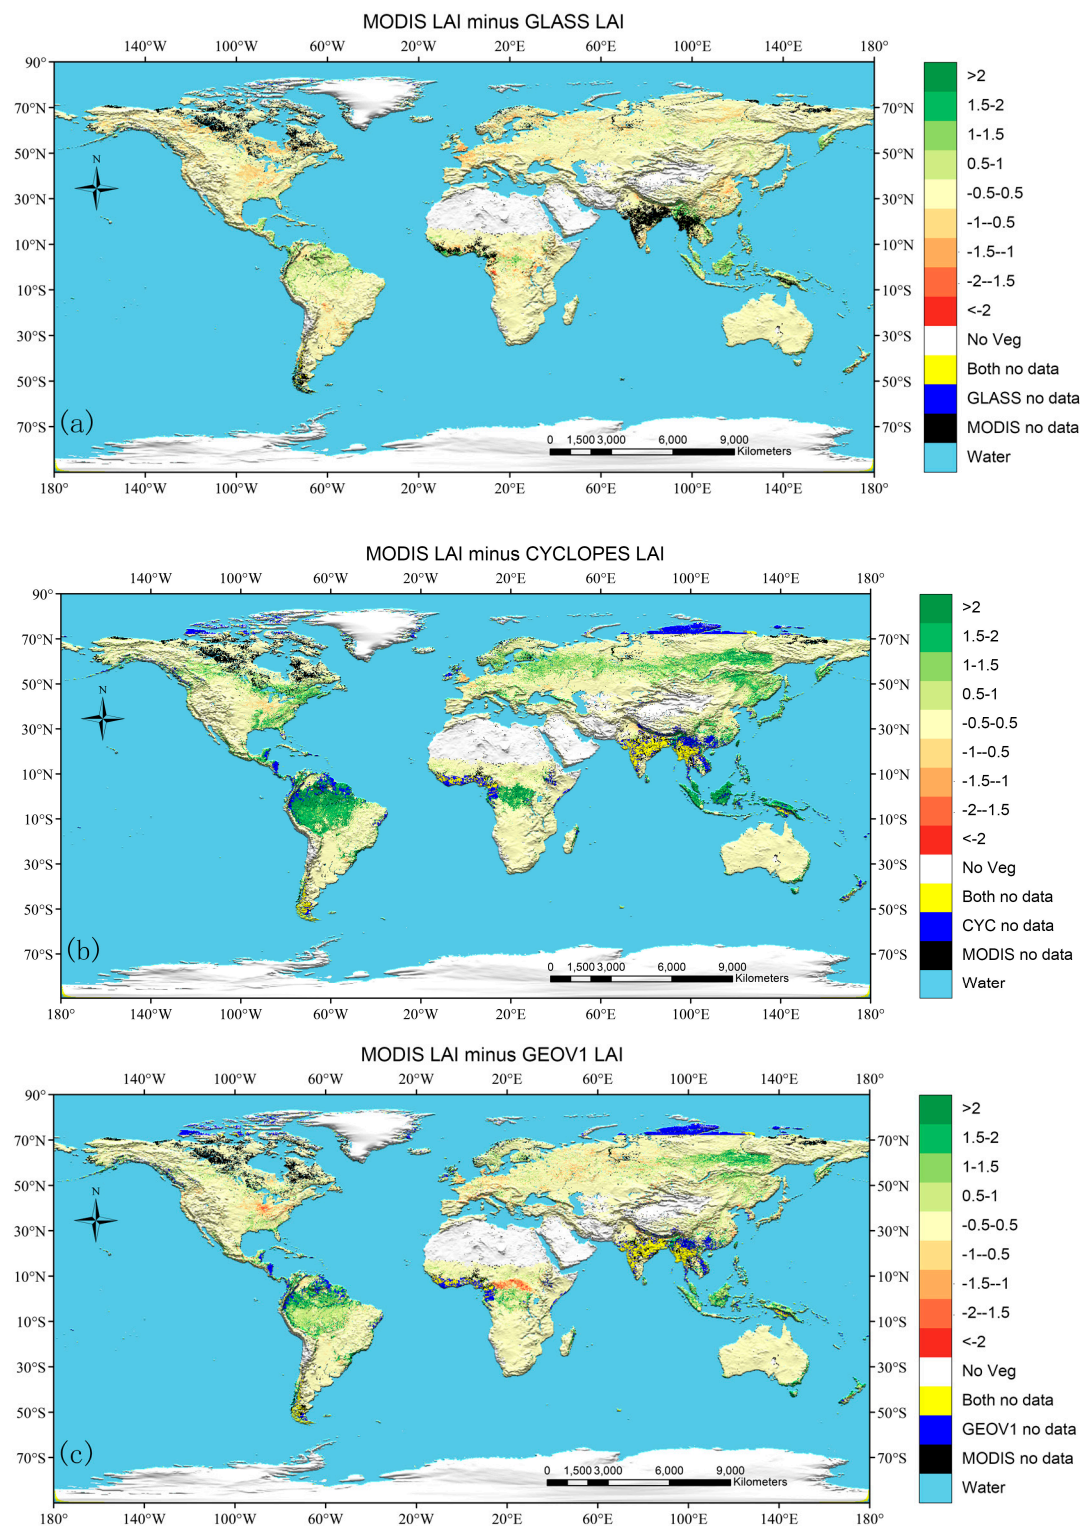 MODIS LAI minus GLASS LAI
140°W 100°W 60°W 20°W 20°E 60°E 100°E 140°E 180°
90°
70°N 70°N
50°N 50°N
30°N 30°N
10°N 10°N
10°S 10°S
30°S 30°S
50°S 50°S
70°S 70°S
N
(a)
0 1,500 3,000 6,000 9,000
Kilometers
180° 140°W 100°W 60°W 20°W 20°E 60°E 100°E 140°E 180°
>2
1.5-2
1-1.5
0.5-1
-0.5-0.5
-1--0.5
-1.5--1
-2--1.5
<-2
No Veg
Both no data
GLASS no data
MODIS no data
Water
MODIS LAI minus CYCLOPES LAI
140°W 100°W 60°W 20°W 20°E 60°E 100°E 140°E 180°
90°
70°N 70°N
50°N 50°N
30°N 30°N
10°N 10°N
10°S 10°S
30°S 30°S
50°S 50°S
70°S 70°S
N
(b)
0 1,500 3,000 6,000 9,000
Kilometers
180° 140°W 100°W 60°W 20°W 20°E 60°E 100°E 140°E 180°
>2
1.5-2
1-1.5
0.5-1
-0.5-0.5
-1--0.5
-1.5--1
-2--1.5
<-2
No Veg
Both no data
CYC no data
MODIS no data
Water
MODIS LAI minus GEOV1 LAI
140°W 100°W 60°W 20°W 20°E 60°E 100°E 140°E 180°
90°
70°N 70°N
50°N 50°N
30°N 30°N
10°N 10°N
10°S 10°S
30°S 30°S
50°S 50°S
70°S 70°S
N
(c)
0 1,500 3,000 6,000 9,000
Kilometers
180° 140°W 100°W 60°W 20°W 20°E 60°E 100°E 140°E 180°
>2
1.5-2
1-1.5
0.5-1
-0.5-0.5
-1--0.5
-1.5--1
-2--1.5
<-2
No Veg
Both no data
GEOV1 no data
MODIS no data
Water